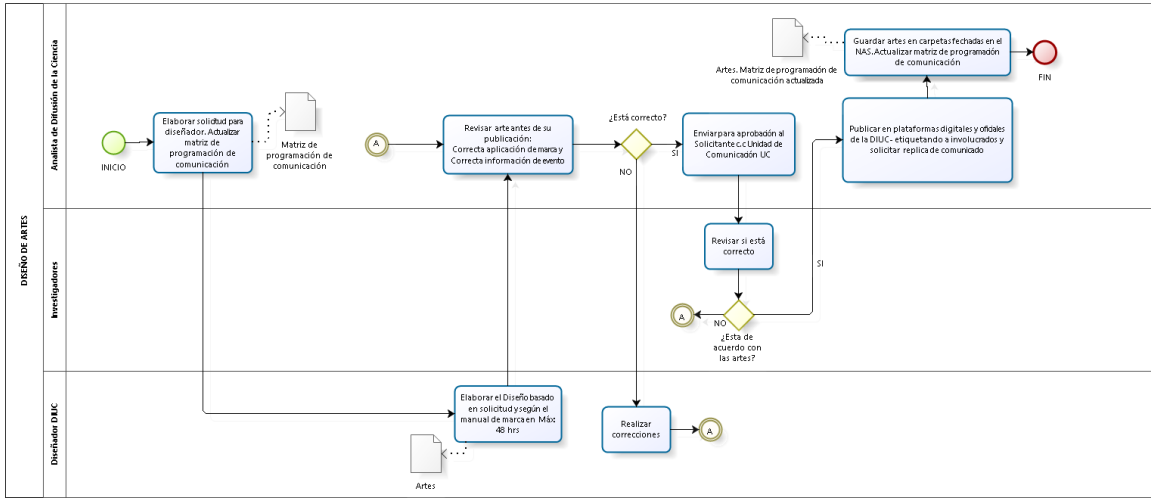 DISEÑO DE ARTES
Analista de Difusión de la Ciencia
INICIO
Elaborar solicitud para
diseñador. Actualizar
matriz de
programación de
comunicación
Matriz de
programación de
comunicación
A
Revisar arte antes de su
publicación:
Correcta aplicación de marca y
Correcta información de evento
¿Está correcto?
SI
NO
Enviar para aprobación al
Solicitante c.c Unidad de
Comunicación UC
Publicar en plataformas digitales y oficiales
de la DIUC- etiquetando a involucrados y
solicitar replica de comunicado
Guardar artes en carpetas fechadas en el
NAS. Actualizar matriz de programación
de comunicación
Artes. Matriz de programación de
comunicación actualizada
FIN
Investigadores
Revisar si está
correcto
A
NO
SI
¿Esta de
acuerdo con
las artes?
Diseñador DIUC
Elaborar el Diseño basado
en solicitud y según el
manual de marca en Máx:
48 hrs
Artes
Realizar
correcciones
A